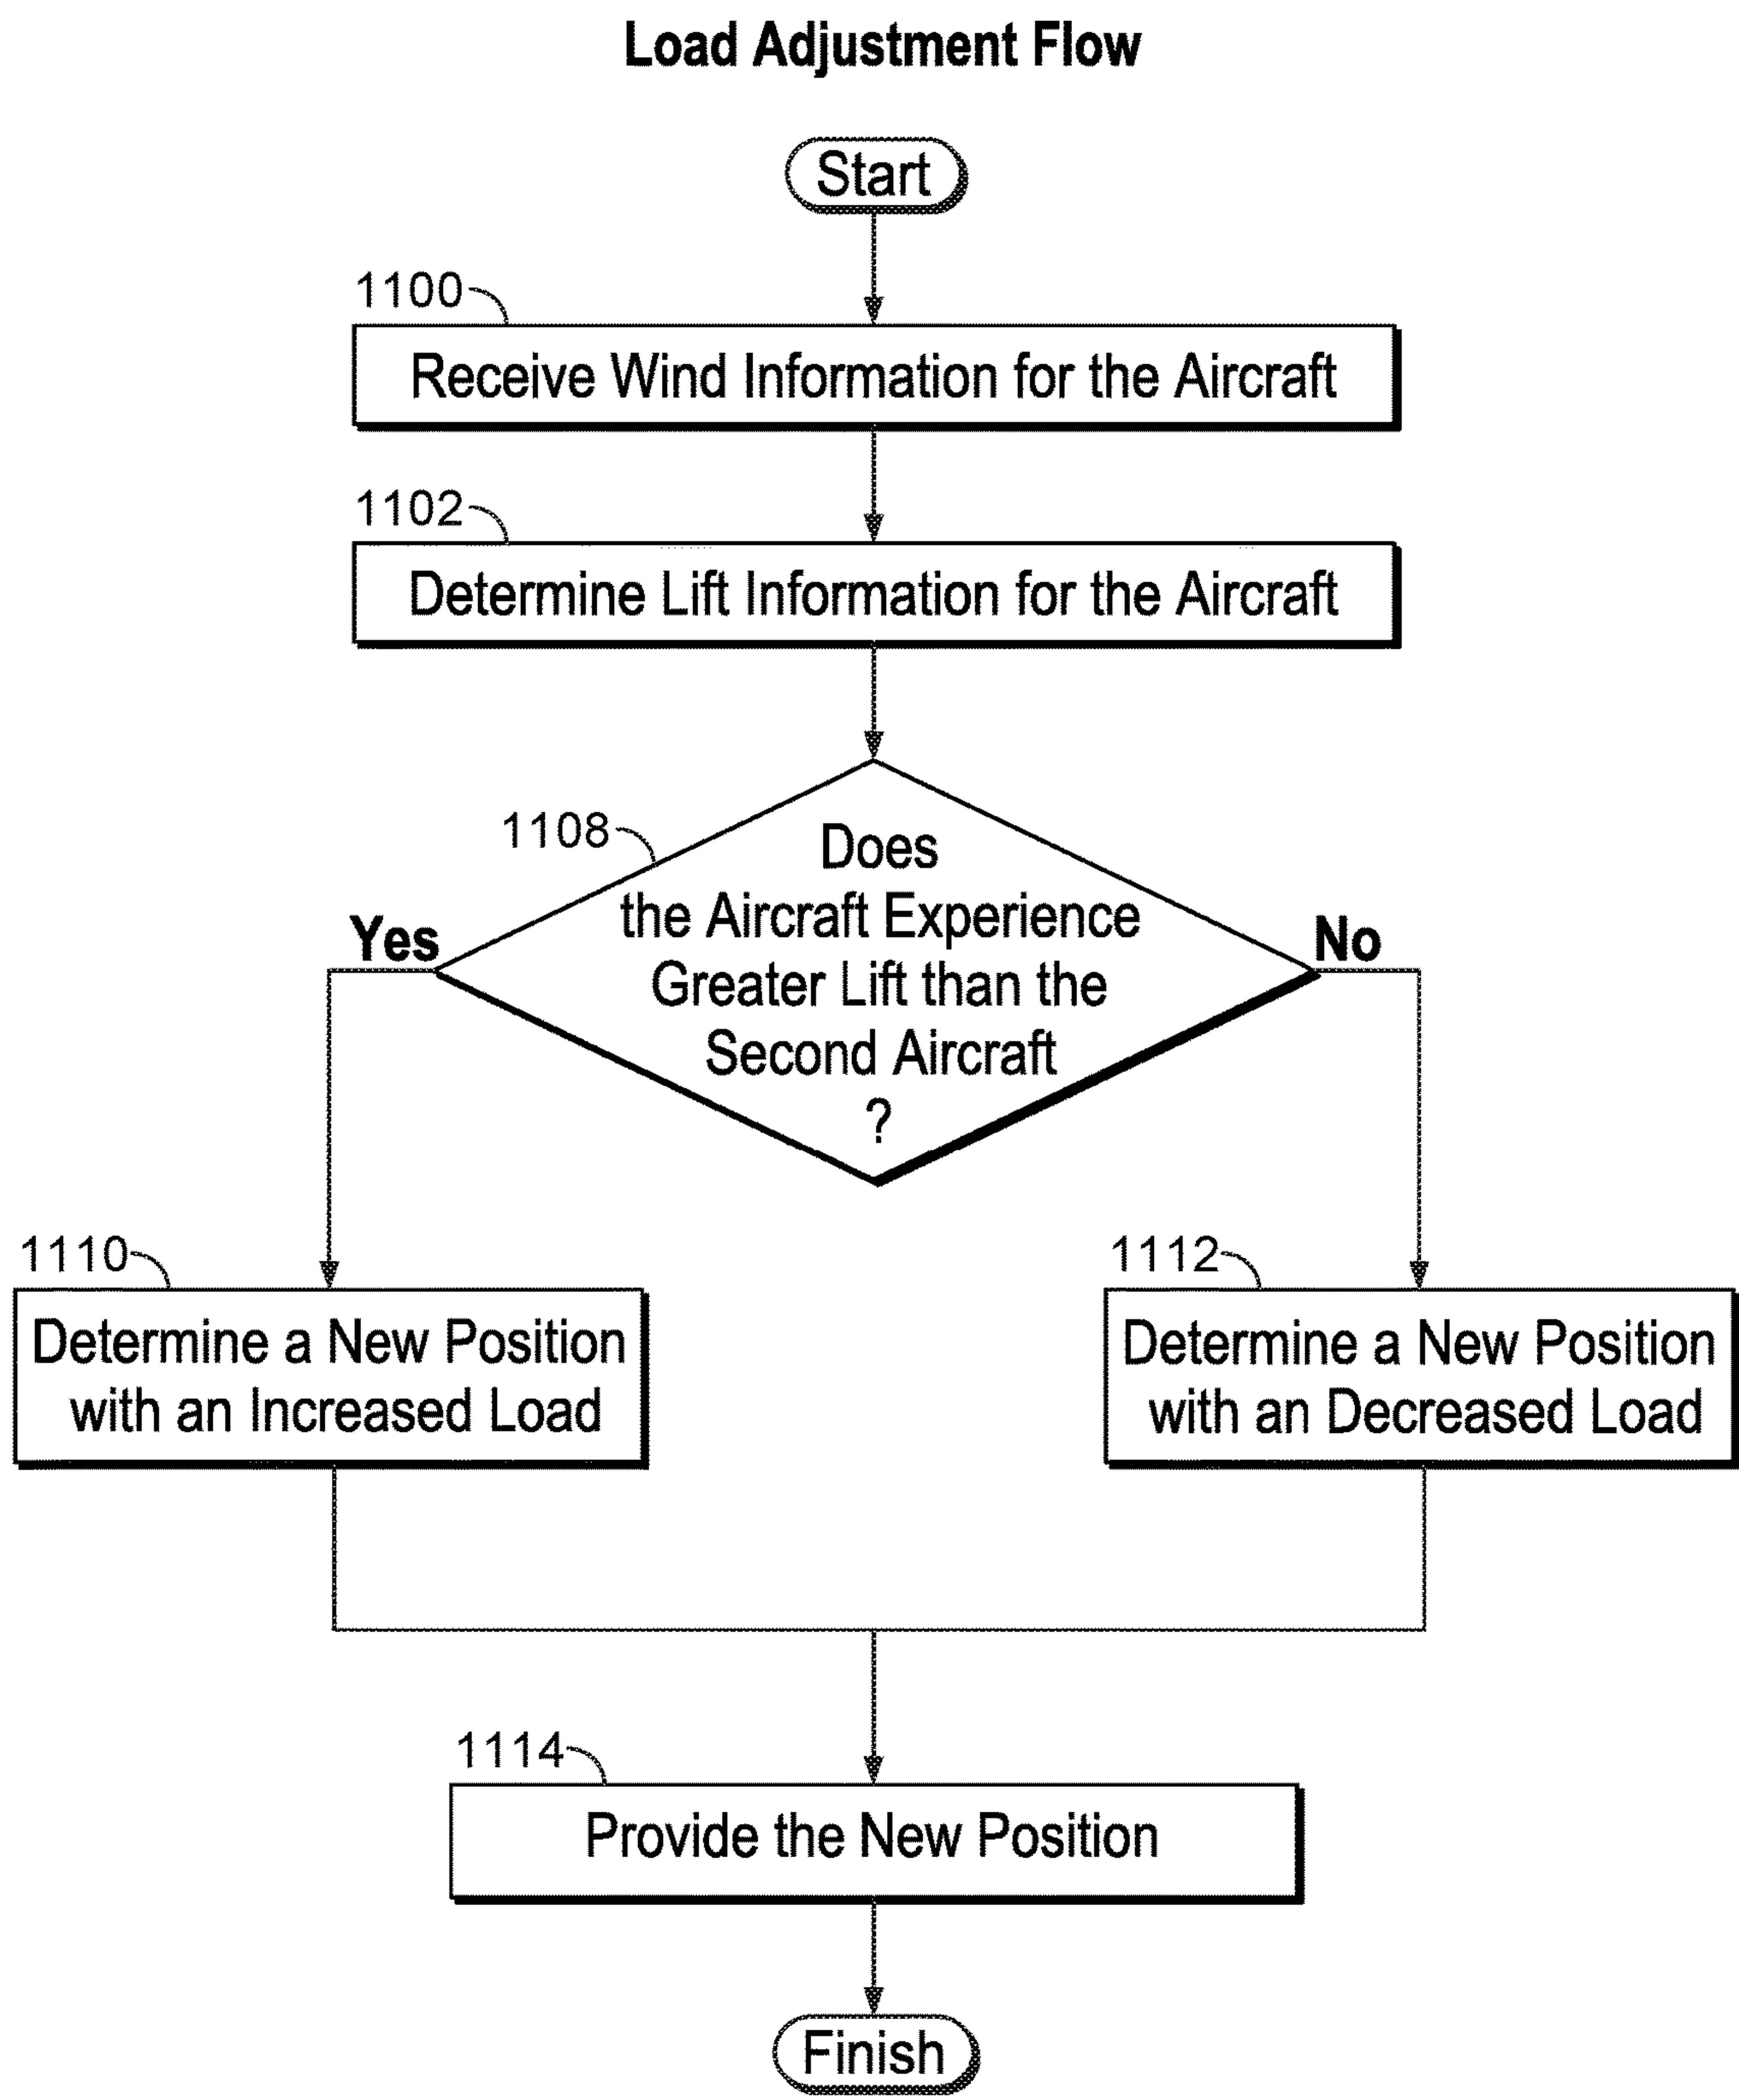 Load Adjustment Flow
Start
1100
Receive Wind Information for the Aircraft
1102
Determine Lift Information for the Aircraft
1108
Does
the Aircraft Experience
Greater Lift than the
Second Aircraft
?
Yes
No
1110
Determine a New Position
with an Increased Load
1112
Determine a New Position
with an Decreased Load
1114
Provide the New Position
Finish